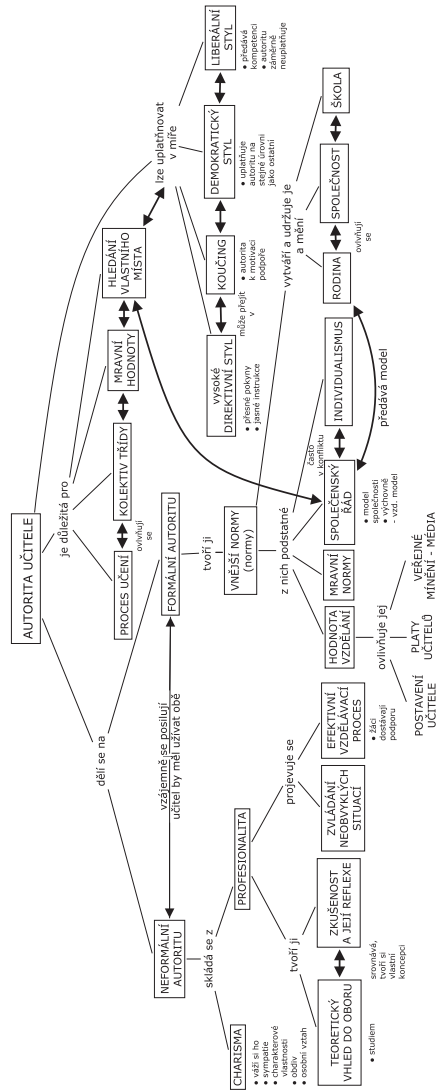 AUTORITA UČITELE
dělí se na
je důležitá pro
lze uplatňnovat
v míře
PROCES UČENÍ
ovlivňují
se
KOLEKTIV TŘÍDY
MRAVNÍ
HODNOTY
HLEDÁNÍ
VLASTNÍHO
MÍSTA
NEFORMÁLNÍ
AUTORITU
vzájemně se posilují
učitel by měl užívat obě
FORMÁLNÍ AUTORITU
vysoké
DIREKTIVNÍ STYL
• přesné pokyny
• jasné instrukce
může přejít
v
KOUČING
• autorita
k motivaci
podpoře
DEMOKRATICKÝ
STYL
• uplatňuje
autoritu na
stejné úrovni
jako ostatní
LIBERÁLNÍ
STYL
• předává
kompetenci
• autoritu
záměrně
neuplatňuje
skládá se z
tvoří ji
CHARISMA
• váží si ho
• sympatie
• charakterové
vlastnosti
• obdiv
• osobní vztah
PROFESIONALITA
VNĚJŠÍ NORMY
(normy)
tvoří ji
projevuje se
z nich podstatné
vytváří a udržuje je
a mění
TEORETICKÝ
VHLED DO OBORU
• studiem
srovnává,
tvoří si
vlastní
koncepci
ZKUŠENOST
A JEJÍ REFLEXE
ZVLÁDÁNÍ
NEOBVYKLÝCH
SITUACÍ
EFEKTIVNÍ
VZDĚLÁVACÍ
PROCES
• žáci
dostávají
podporu
HODNOTA
VZDĚLÁNÍ
MRAVNÍ
NORMY
SPOLEČENSKÝ
ŘÁD
• model
společnosti
• výchovně
- vzd. model
často
v konfliktu
INDIVIDUALISMUS
RODINA
ovlivňují
se
SPOLEČNOST
ŠKOLA
předává model
ovlivňuje jej
POSTAVENÍ
UČITELE
PLATY
UČITELŮ
VEŘEJNÉ
MÍNĚNÍ - MÉDIA